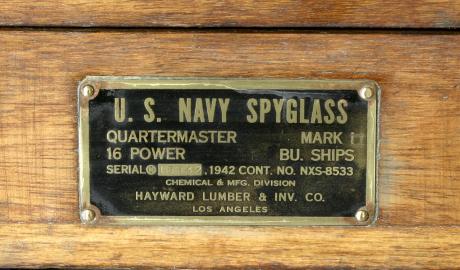 U. S. NAVY SPYGLASS
QUARTERMASTER MARK II
16 POWER BU. SHIPS
SERIAL , 1942 CONT. NO. NXS-8533
CHEMICAL & MFG. DIVISION
HAYWARD LUMBER & INV. CO.
LOS ANGELES